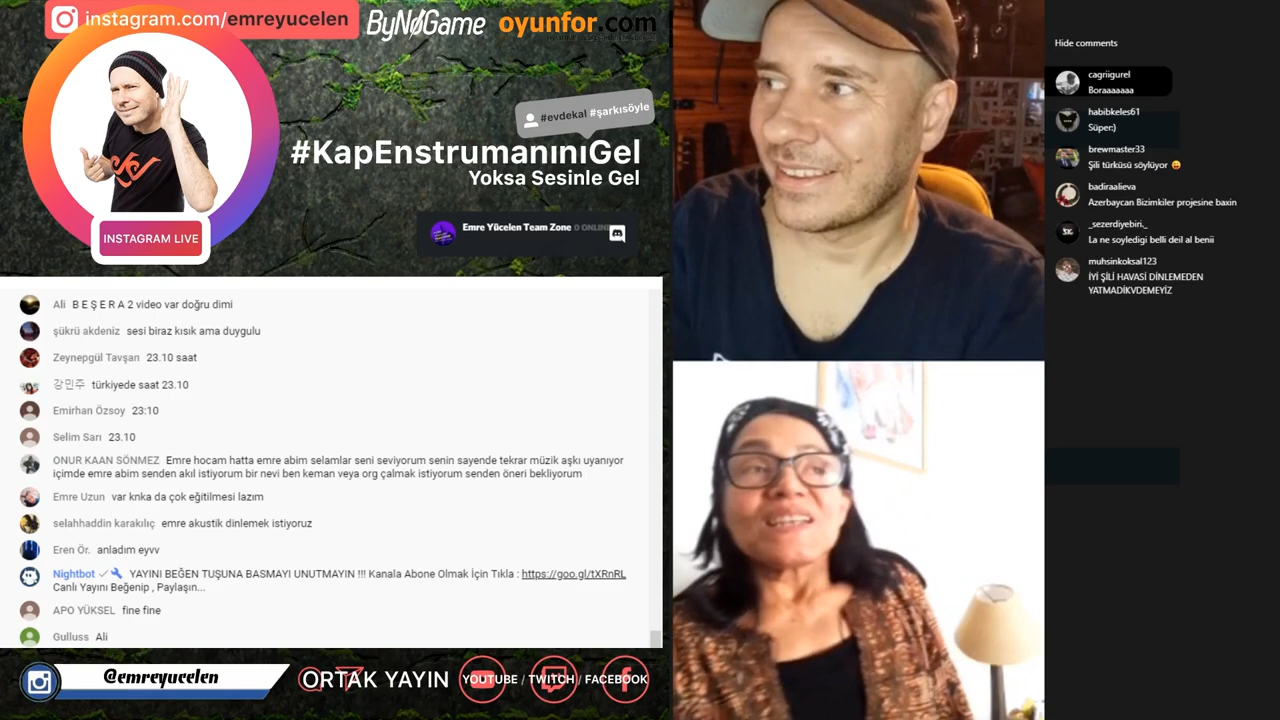 instagram.com/emreyucelen
ByNoGame
oyunfor.com
#evdekal #şarkısöyle
#KapEnstrumanınıGel
Yoksa Sesinle Gel
Emre Yücelen Team Zone 0 ONLINE
INSTAGRAM LIVE
Ali B E Ş E R A 2 video var doğru dimi
şükrü akdeniz sesi biraz kısık ama duygulu
Zeynepgül Tavşan 23.10 saat
강민주 türkiyede saat 23.10
Emirhan Özsoy 23:10
Selim Sarı 23.10
ONUR KAAN SÖNMEZ Emre hocam hatta emre abim selamlar seni seviyorum senin sayende tekrar müzik aşkı uyanıyor
içimde emre abim senden akıl istiyorum bir nevi ben keman veya org çalmak istiyorum senden öneri bekliyorum
Emre Uzun var knka da çok eğitilmesi lazım
selahhaddin karakılıç emre akustik dinlemek istiyoruz
Eren Ör. anladım eyvv
Nightbot YAYINI BEĞEN TUŞUNA BASMAYI UNUTMAYIN !!! Kanala Abone Olmak İçin Tıkla : https://goo.gl/tXRnRL
Canlı Yayını Beğenip , Paylaşın...
APO YÜKSEL fine fine
Gulluss Ali
@emreyucelen
ORTAK YAYIN
YOUTUBE / TWITCH / FACEBOOK
Hide comments
cagriigurel
Boraaaaaaa
habibkeles61
Süper:)
brewmaster33
Şili türküsü söylüyor 😀
badiraalieva
Azerbaycan Bizimkiler projesine baxin
_sezerdiyebiri._
La ne soyledigi belli deil al benii
muhsinkoksal123
İYİ ŞİLİ HAVASI DİNLEMEDEN
YATMADİKVDEMEYİZ